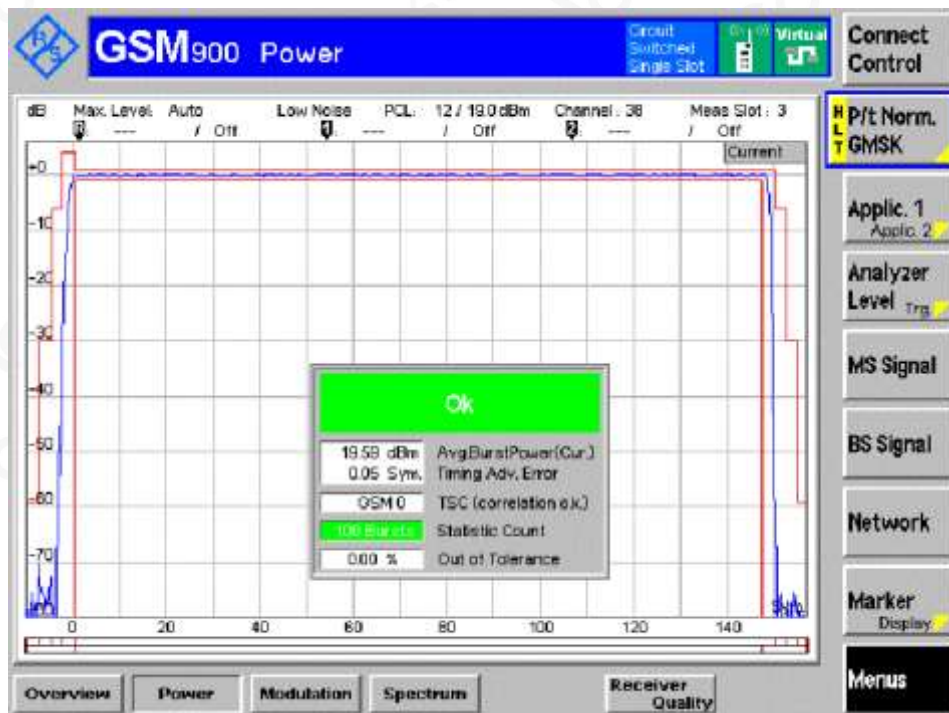 R&S
GSM900 Power
Circuit Switched Single Slot
Virtual
Connect Control
dB Max. Level: Auto Low Noise PCL: 12 / 19.0 dBm Channel: 38 Meas Slot: 3
--- / Off --- / Off --- / Off
Current
P/t Norm. GMSK
HLT
Applic. 1
Applic. 2
Analyzer Level Trg.
MS Signal
BS Signal
Network
Marker
Display
Menus
+0
-10
-20
-30
-40
-50
-60
-70
Ok
19.59 dBm Avg.BurstPower(Cur.)
0.05 Sym. Timing Adv. Error
GSM 0 TSC (correlation o.k.)
100 Bursts Statistic Count
0.00 % Out of Tolerance
0 20 40 60 80 100 120 140
Overview Power Modulation Spectrum Receiver Quality